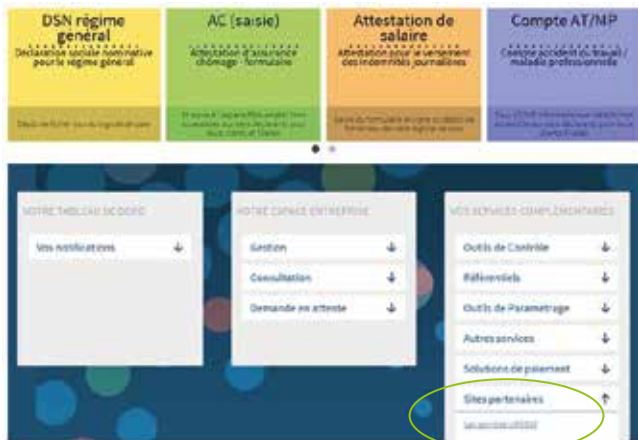 DSN régime
général
Déclaration sociale nominative
pour le régime général
AC (saisie)
Attestation d'assurance
chômage - formulaire
Attestation de
salaire
Attestation pour le versement
des indemnités journalières
Compte AT/MP
Compte accident du travail /
maladie professionnelle
VOTRE TABLEAU DE BORD
Vos notifications
VOTRE ESPACE ENTREPRISE
Gestion
Consultation
Demande en attente
VOS SERVICES COMPLÉMENTAIRES
Outils de Contrôle
Référentiels
Outils de Parametrage
Autres services
Solutions de paiement
Sites partenaires